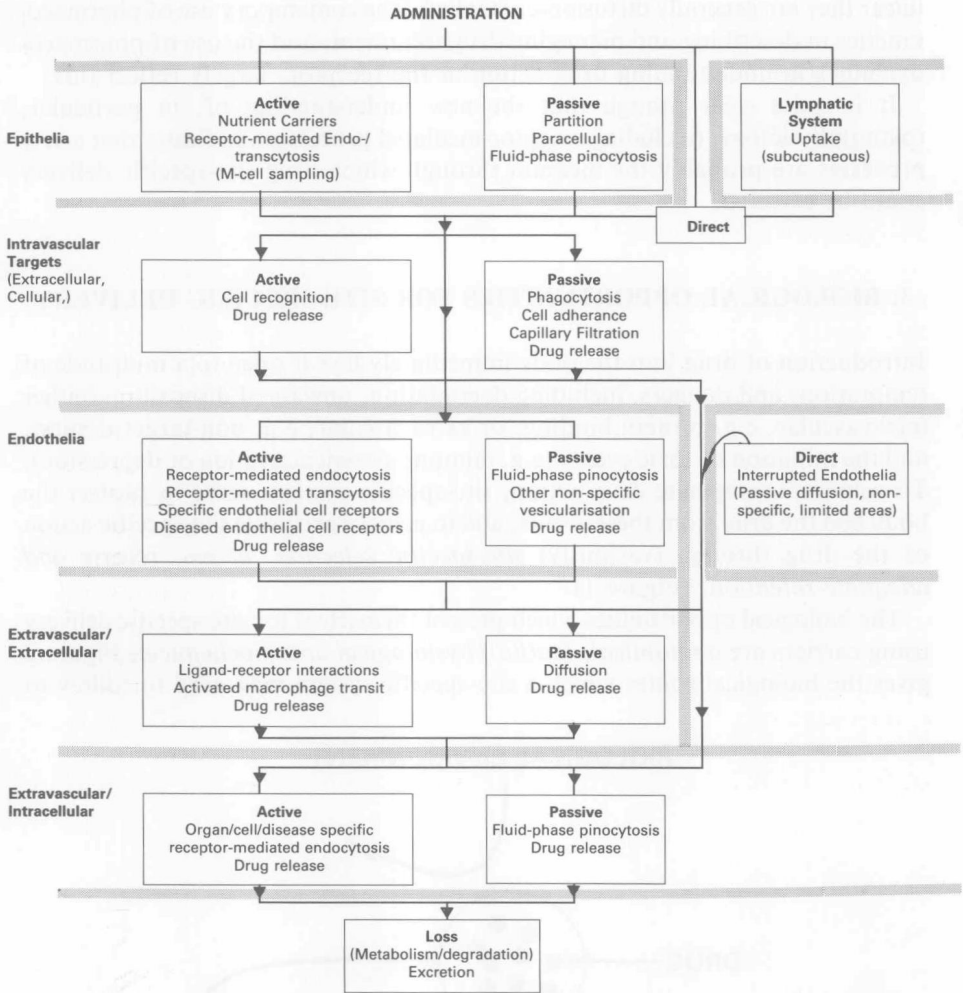 ADMINISTRATION
Epithelia
Active
Nutrient Carriers
Receptor-mediated Endo-/
transcytosis
(M-cell sampling)
Passive
Partition
Paracellular
Fluid-phase pinocytosis
Lymphatic
System
Uptake
(subcutaneous)
Direct
Intravascular
Targets
(Extracellular,
Cellular,)
Active
Cell recognition
Drug release
Passive
Phagocytosis
Cell adherance
Capillary Filtration
Drug release
Endothelia
Active
Receptor-mediated endocytosis
Receptor-mediated transcytosis
Specific endothelial cell receptors
Disease endothelial cell receptors
Drug release
Passive
Fluid-phase pinocytosis
Other non-specific
vesicularisation
Drug release
Direct
Interrupted Endothelia
(Passive diffusion, non-
specific, limited areas)
Extravascular/
Extracellular
Active
Ligand-receptor interactions
Activated macrophage transit
Drug release
Passive
Diffusion
Drug release
Extravascular/
Intracellular
Active
Organ/cell/disease specific
receptor-mediated endocytosis
Drug release
Passive
Fluid-phase pinocytosis
Drug release
Loss
(Metabolism/degradation)
Excretion